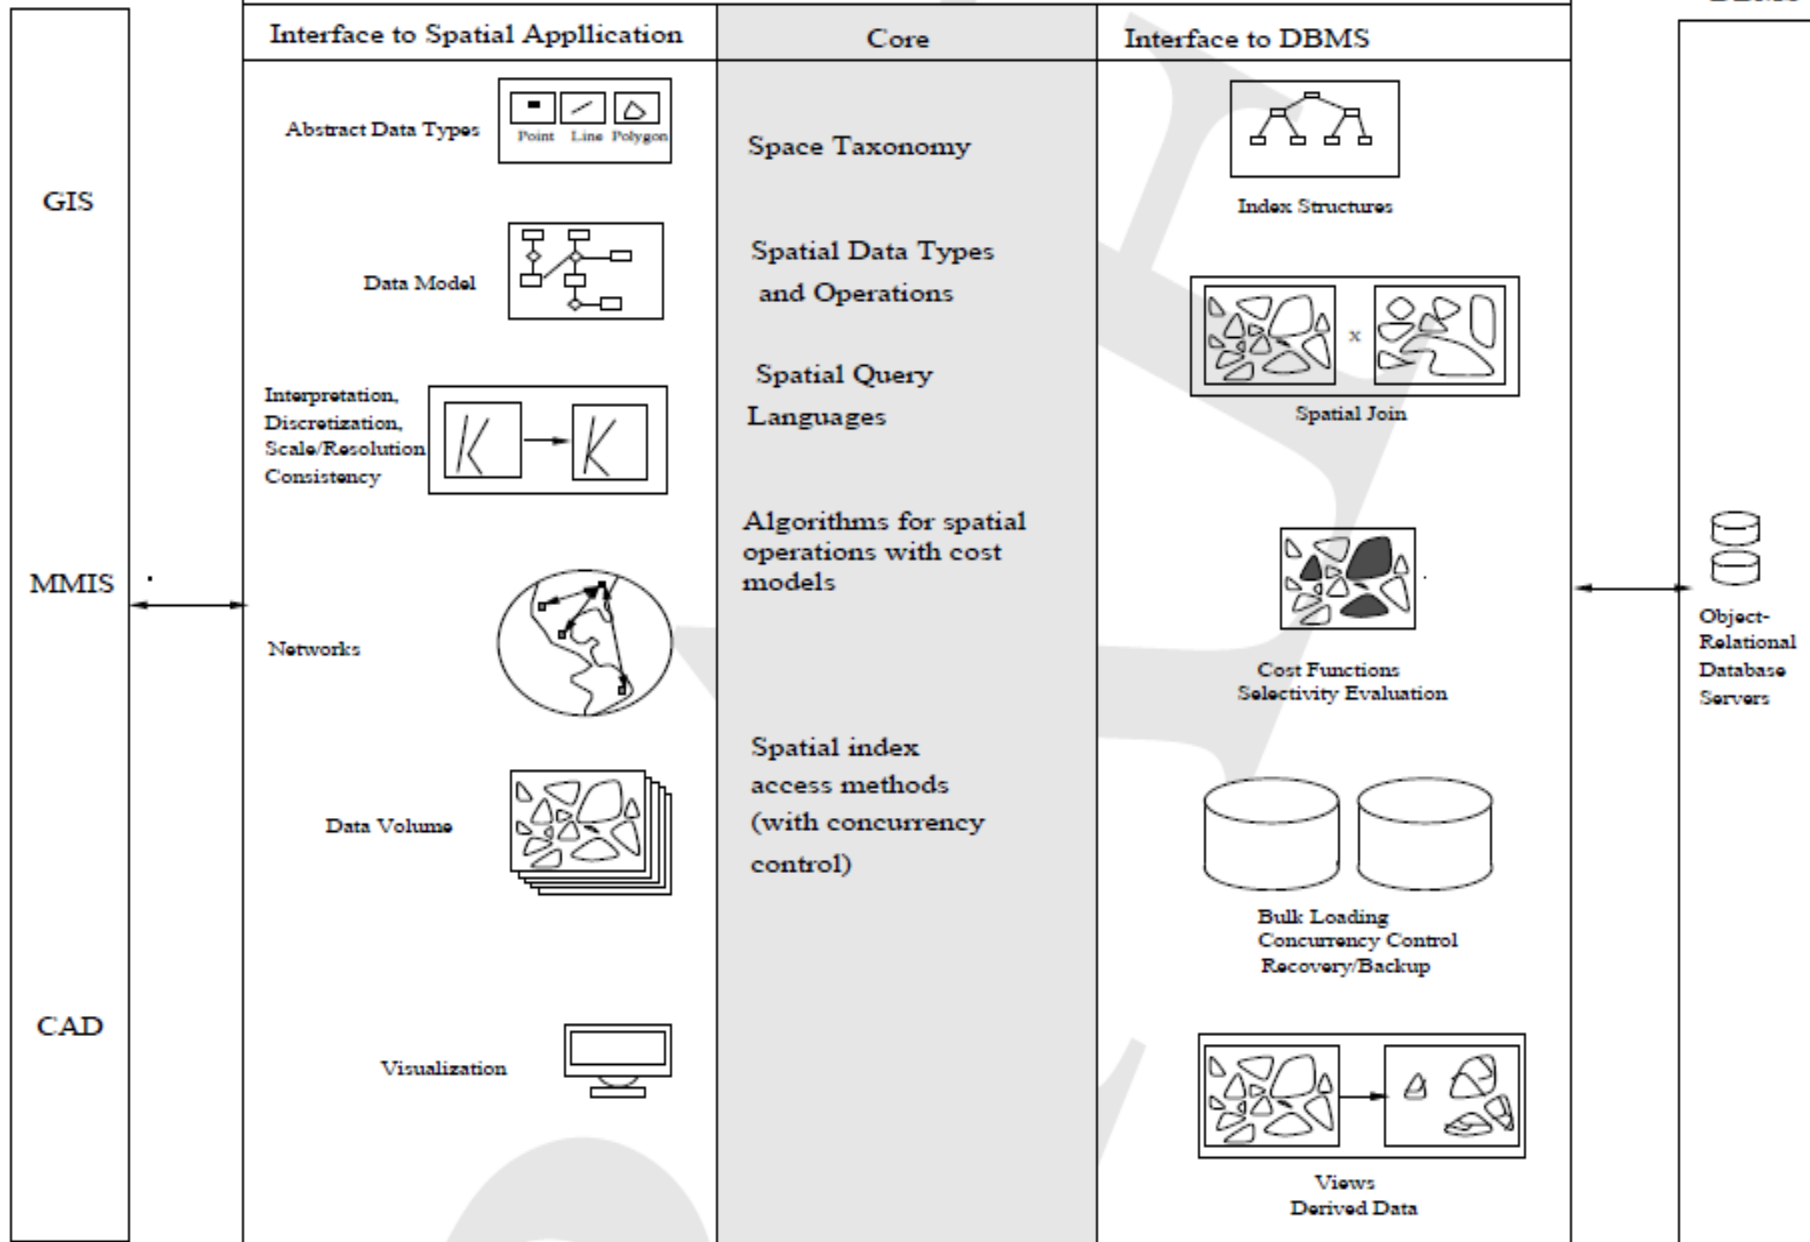 Interface to Spatial Appllication
Core
Interface to DBMS
GIS
MMIS
CAD
Abstract Data Types
Point Line Polygon
Data Model
Interpretation,
Discretization,
Scale/Resolution
Consistency
Networks
Data Volume
Visualization
Space Taxonomy
Spatial Data Types
and Operations
Spatial Query
Languages
Algorithms for spatial
operations with cost
models
Spatial index
access methods
(with concurrency
control)
Index Structures
x
Spatial Join
Cost Functions
Selectivity Evaluation
Bulk Loading
Concurrency Control
Recovery/Backup
Views
Derived Data
Object-
Relational
Database
Servers